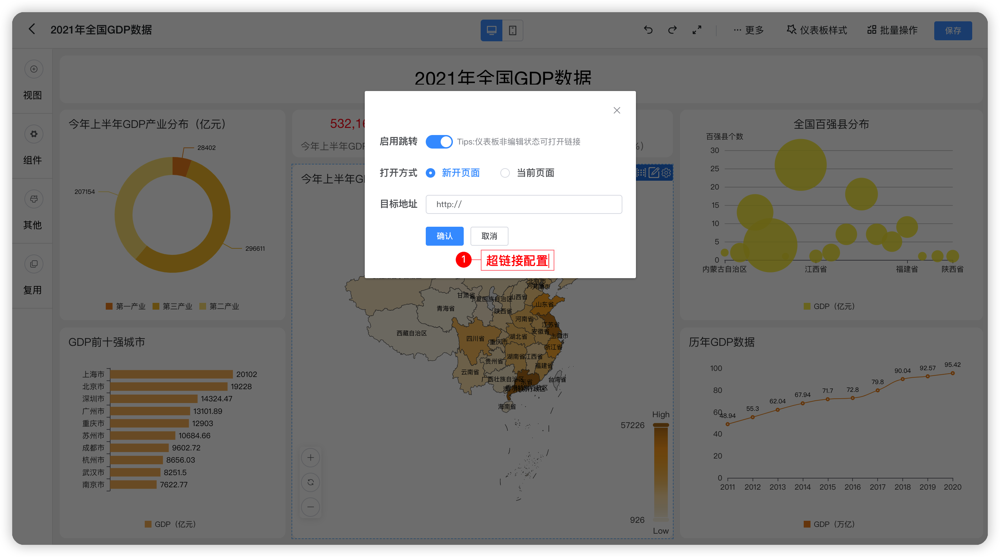 2021年全国GDP数据
更多
仪表板样式
批量操作
保存
视图
组件
其他
复用
2021年全国GDP数据
今年上半年GDP产业分布（亿元）
28402
207154
296611
第一产业
第三产业
第二产业
532,16
今年上半年GDP
%）
今年上半年G
启用跳转
Tips:仪表板非编辑状态可打开链接
打开方式
新开页面
当前页面
目标地址
http://
确认
取消
1
超链接配置
北京市
天津市
甘肃省
宁夏回族自治区
山西省
山东省
青海省
陕西省
河南省
江苏省
西藏自治区
安徽省
上海市
四川省
湖北省
重庆市
浙江省
湖南省
江西省
贵州省
福建省
云南省
广西壮族自治区
东省
台湾省
海南省
High
57226
926
Low
全国百强县分布
百强县个数
30
25
20
15
10
5
0
内蒙古自治区
江西省
福建省
陕西省
GDP（亿元）
GDP前十强城市
上海市 20102
北京市 19228
深圳市 14324.47
广州市 13101.89
重庆市 12903
苏州市 10684.66
成都市 9602.72
杭州市 8656.03
武汉市 8251.5
南京市 7622.77
GDP（亿元）
历年GDP数据
100
80
60
40
20
0
48.94
55.3
62.04
67.94
71.7
72.8
79.8
90.04
92.57
95.42
2011 2012 2013 2014 2015 2016 2017 2018 2019 2020
GDP（万亿）